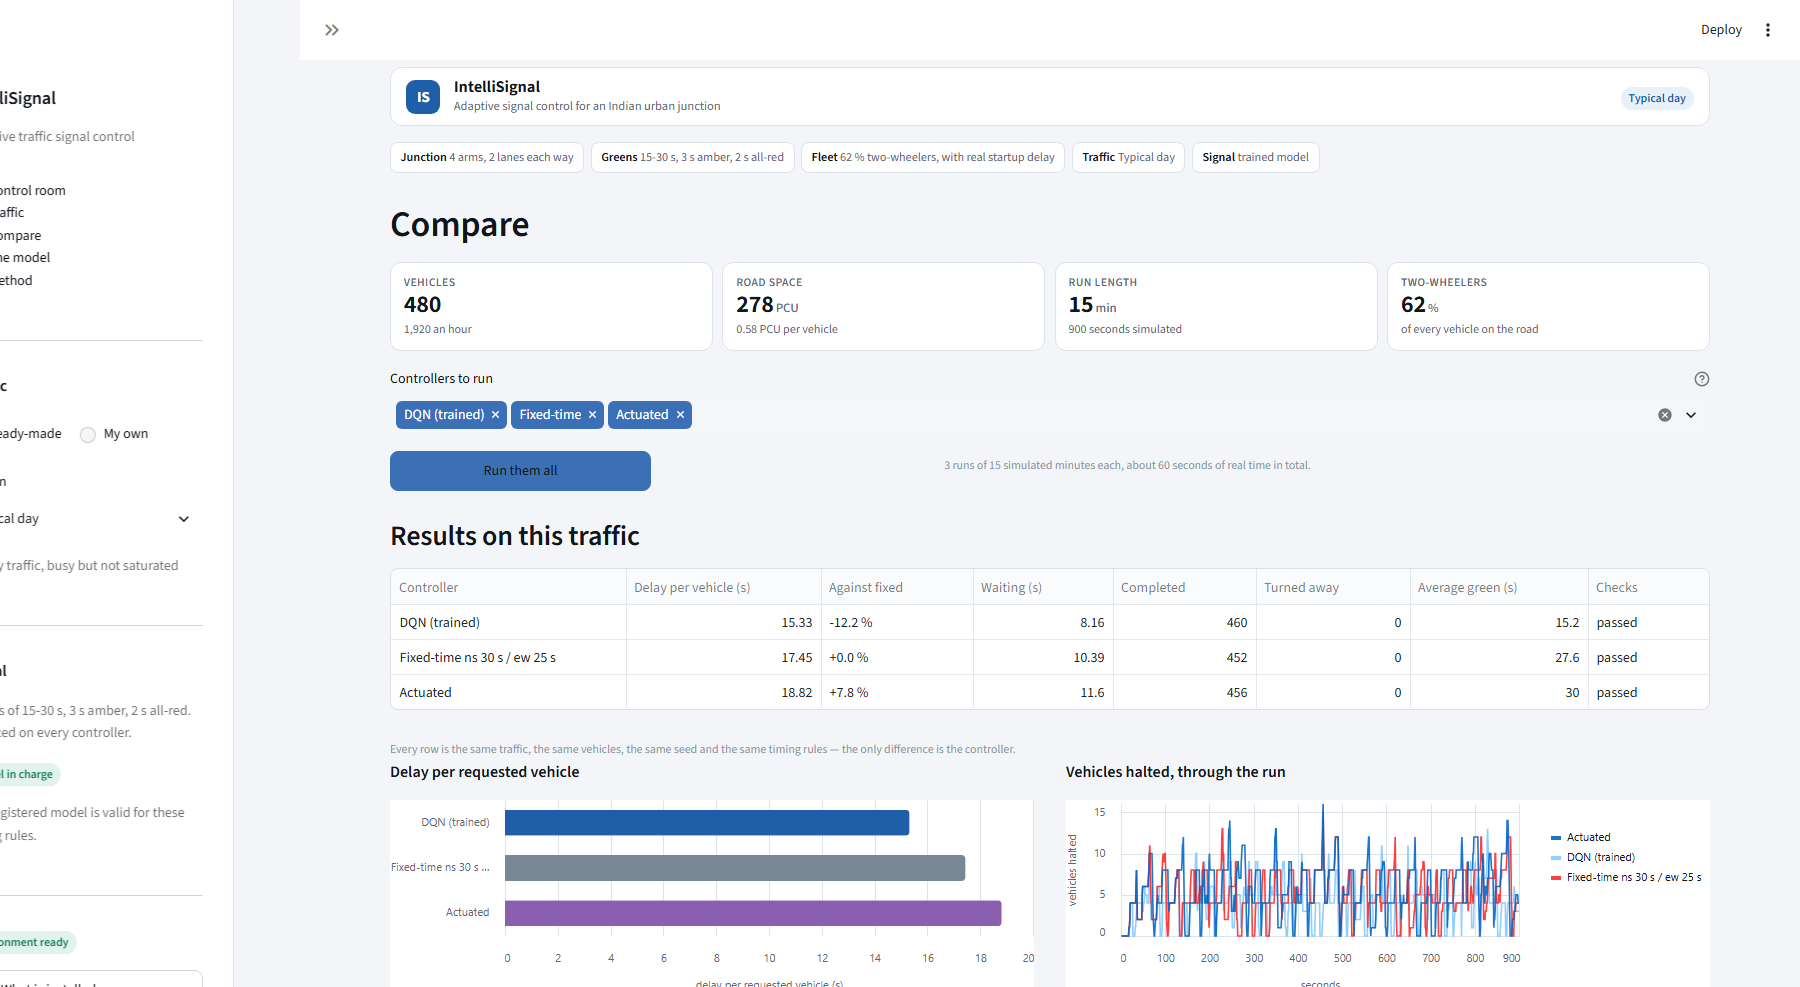 Deploy
lliSignal
ive traffic signal control
ontrol room
affic
ompare
he model
ethod
c
eady-made
My own
n
cal day
y traffic, busy but not saturated
al
s of 15-30 s, 3 s amber, 2 s all-red.
ted on every controller.
l in charge
gistered model is valid for these
g rules.
onment ready
IS
IntelliSignal
Adaptive signal control for an Indian urban junction
Typical day
Junction 4 arms, 2 lanes each way
Greens 15-30 s, 3 s amber, 2 s all-red
Fleet 62 % two-wheelers, with real startup delay
Traffic Typical day
Signal trained model
Compare
VEHICLES
480
1,920 an hour
ROAD SPACE
278 PCU
0.58 PCU per vehicle
RUN LENGTH
15 min
900 seconds simulated
TWO-WHEELERS
62 %
of every vehicle on the road
Controllers to run
DQN (trained) ×
Fixed-time ×
Actuated ×
Run them all
3 runs of 15 simulated minutes each, about 60 seconds of real time in total.
Results on this traffic
Controller Delay per vehicle (s) Against fixed Waiting (s) Completed Turned away Average green (s) Checks
DQN (trained) 15.33 -12.2 % 8.16 460 0 15.2 passed
Fixed-time ns 30 s / ew 25 s 17.45 +0.0 % 10.39 452 0 27.6 passed
Actuated 18.82 +7.8 % 11.6 456 0 30 passed
Every row is the same traffic, the same vehicles, the same seed and the same timing rules — the only difference is the controller.
Delay per requested vehicle
DQN (trained)
Fixed-time ns 30 s ...
Actuated
0 2 4 6 8 10 12 14 16 18 20
delay per requested vehicle (s)
Vehicles halted, through the run
vehicles halted
15
10
5
0
0 100 200 300 400 500 600 700 800 900
seconds
Actuated
DQN (trained)
Fixed-time ns 30 s / ew 25 s